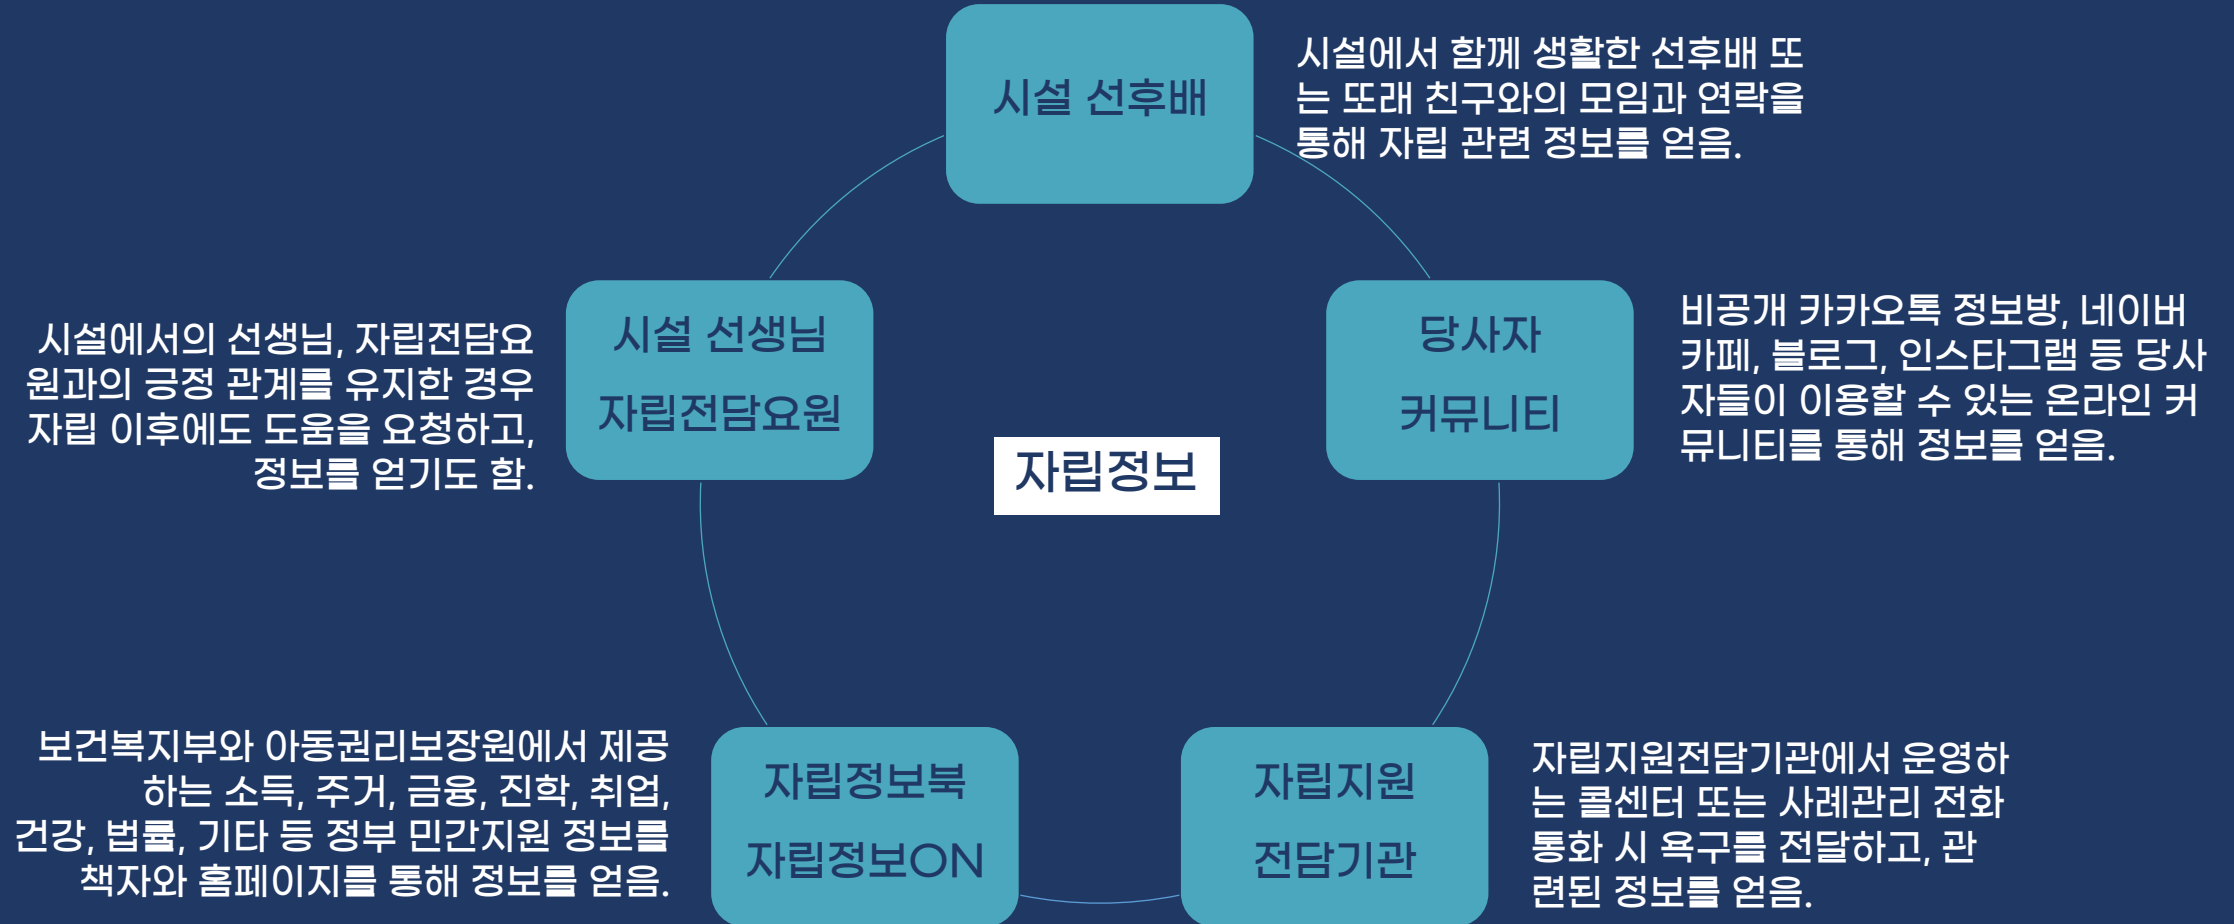 시설 선후배
시설에서 함께 생활한 선후배 또
는 또래 친구와의 모임과 연락을
통해 자립 관련 정보를 얻음.
당사자
커뮤니티
비공개 카카오톡 정보방, 네이버
카페, 블로그, 인스타그램 등 당사
자들이 이용할 수 있는 온라인 커
뮤니티를 통해 정보를 얻음.
시설에서의 선생님, 자립전담요
원과의 긍정 관계를 유지한 경우
자립 이후에도 도움을 요청하고,
정보를 얻기도 함.
시설 선생님
자립전담요원
자립정보
보건복지부와 아동권리보장원에서 제공
하는 소득, 주거, 금융, 진학, 취업,
건강, 법률, 기타 등 정부 민간지원 정보를
책자와 홈페이지를 통해 정보를 얻음.
자립정보북
자립정보ON
자립지원
전담기관
자립지원전담기관에서 운영하
는 콜센터 또는 사례관리 전화
통화 시 욕구를 전달하고, 관
련된 정보를 얻음.